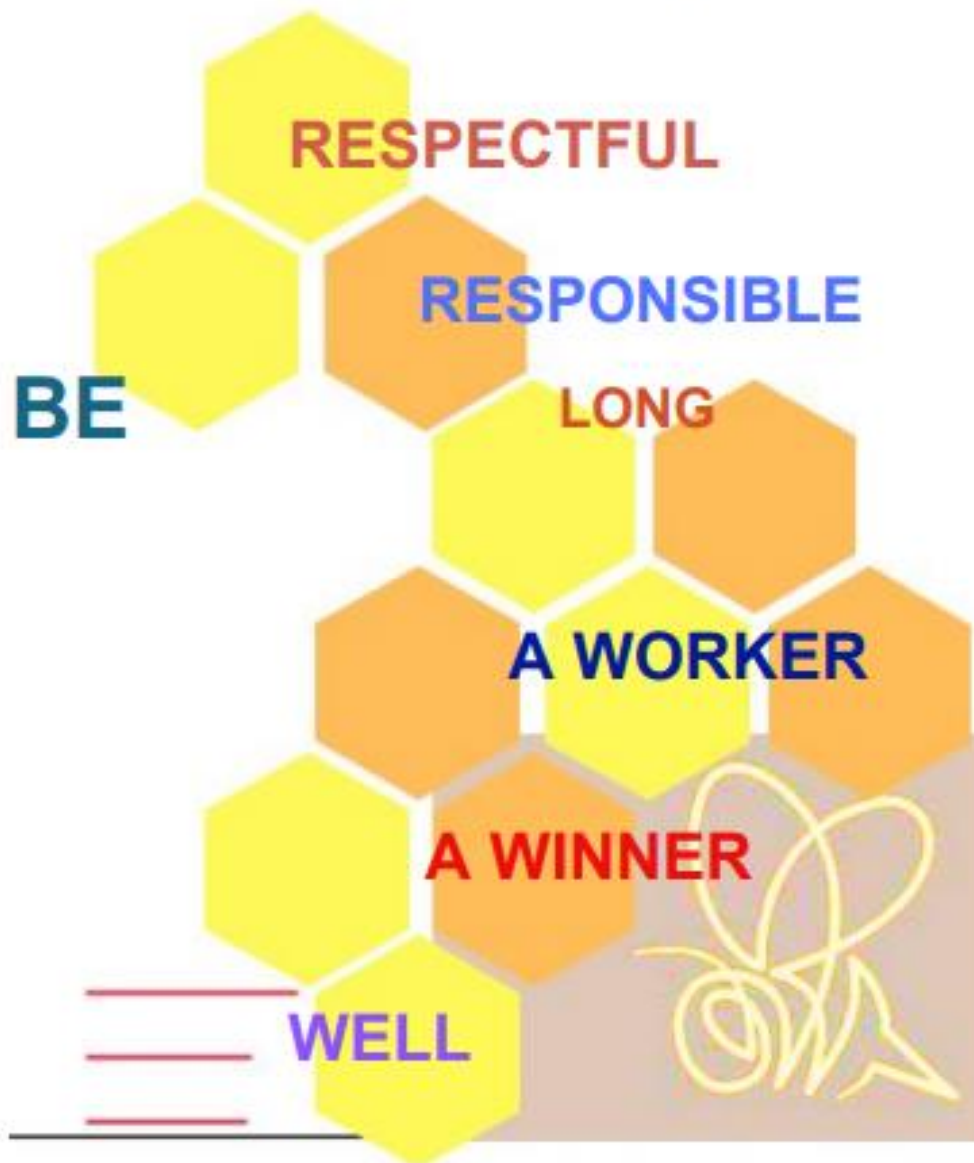 RESPECTFUL
RESPONSIBLE
BE
LONG
A WORKER
A WINNER
WELL